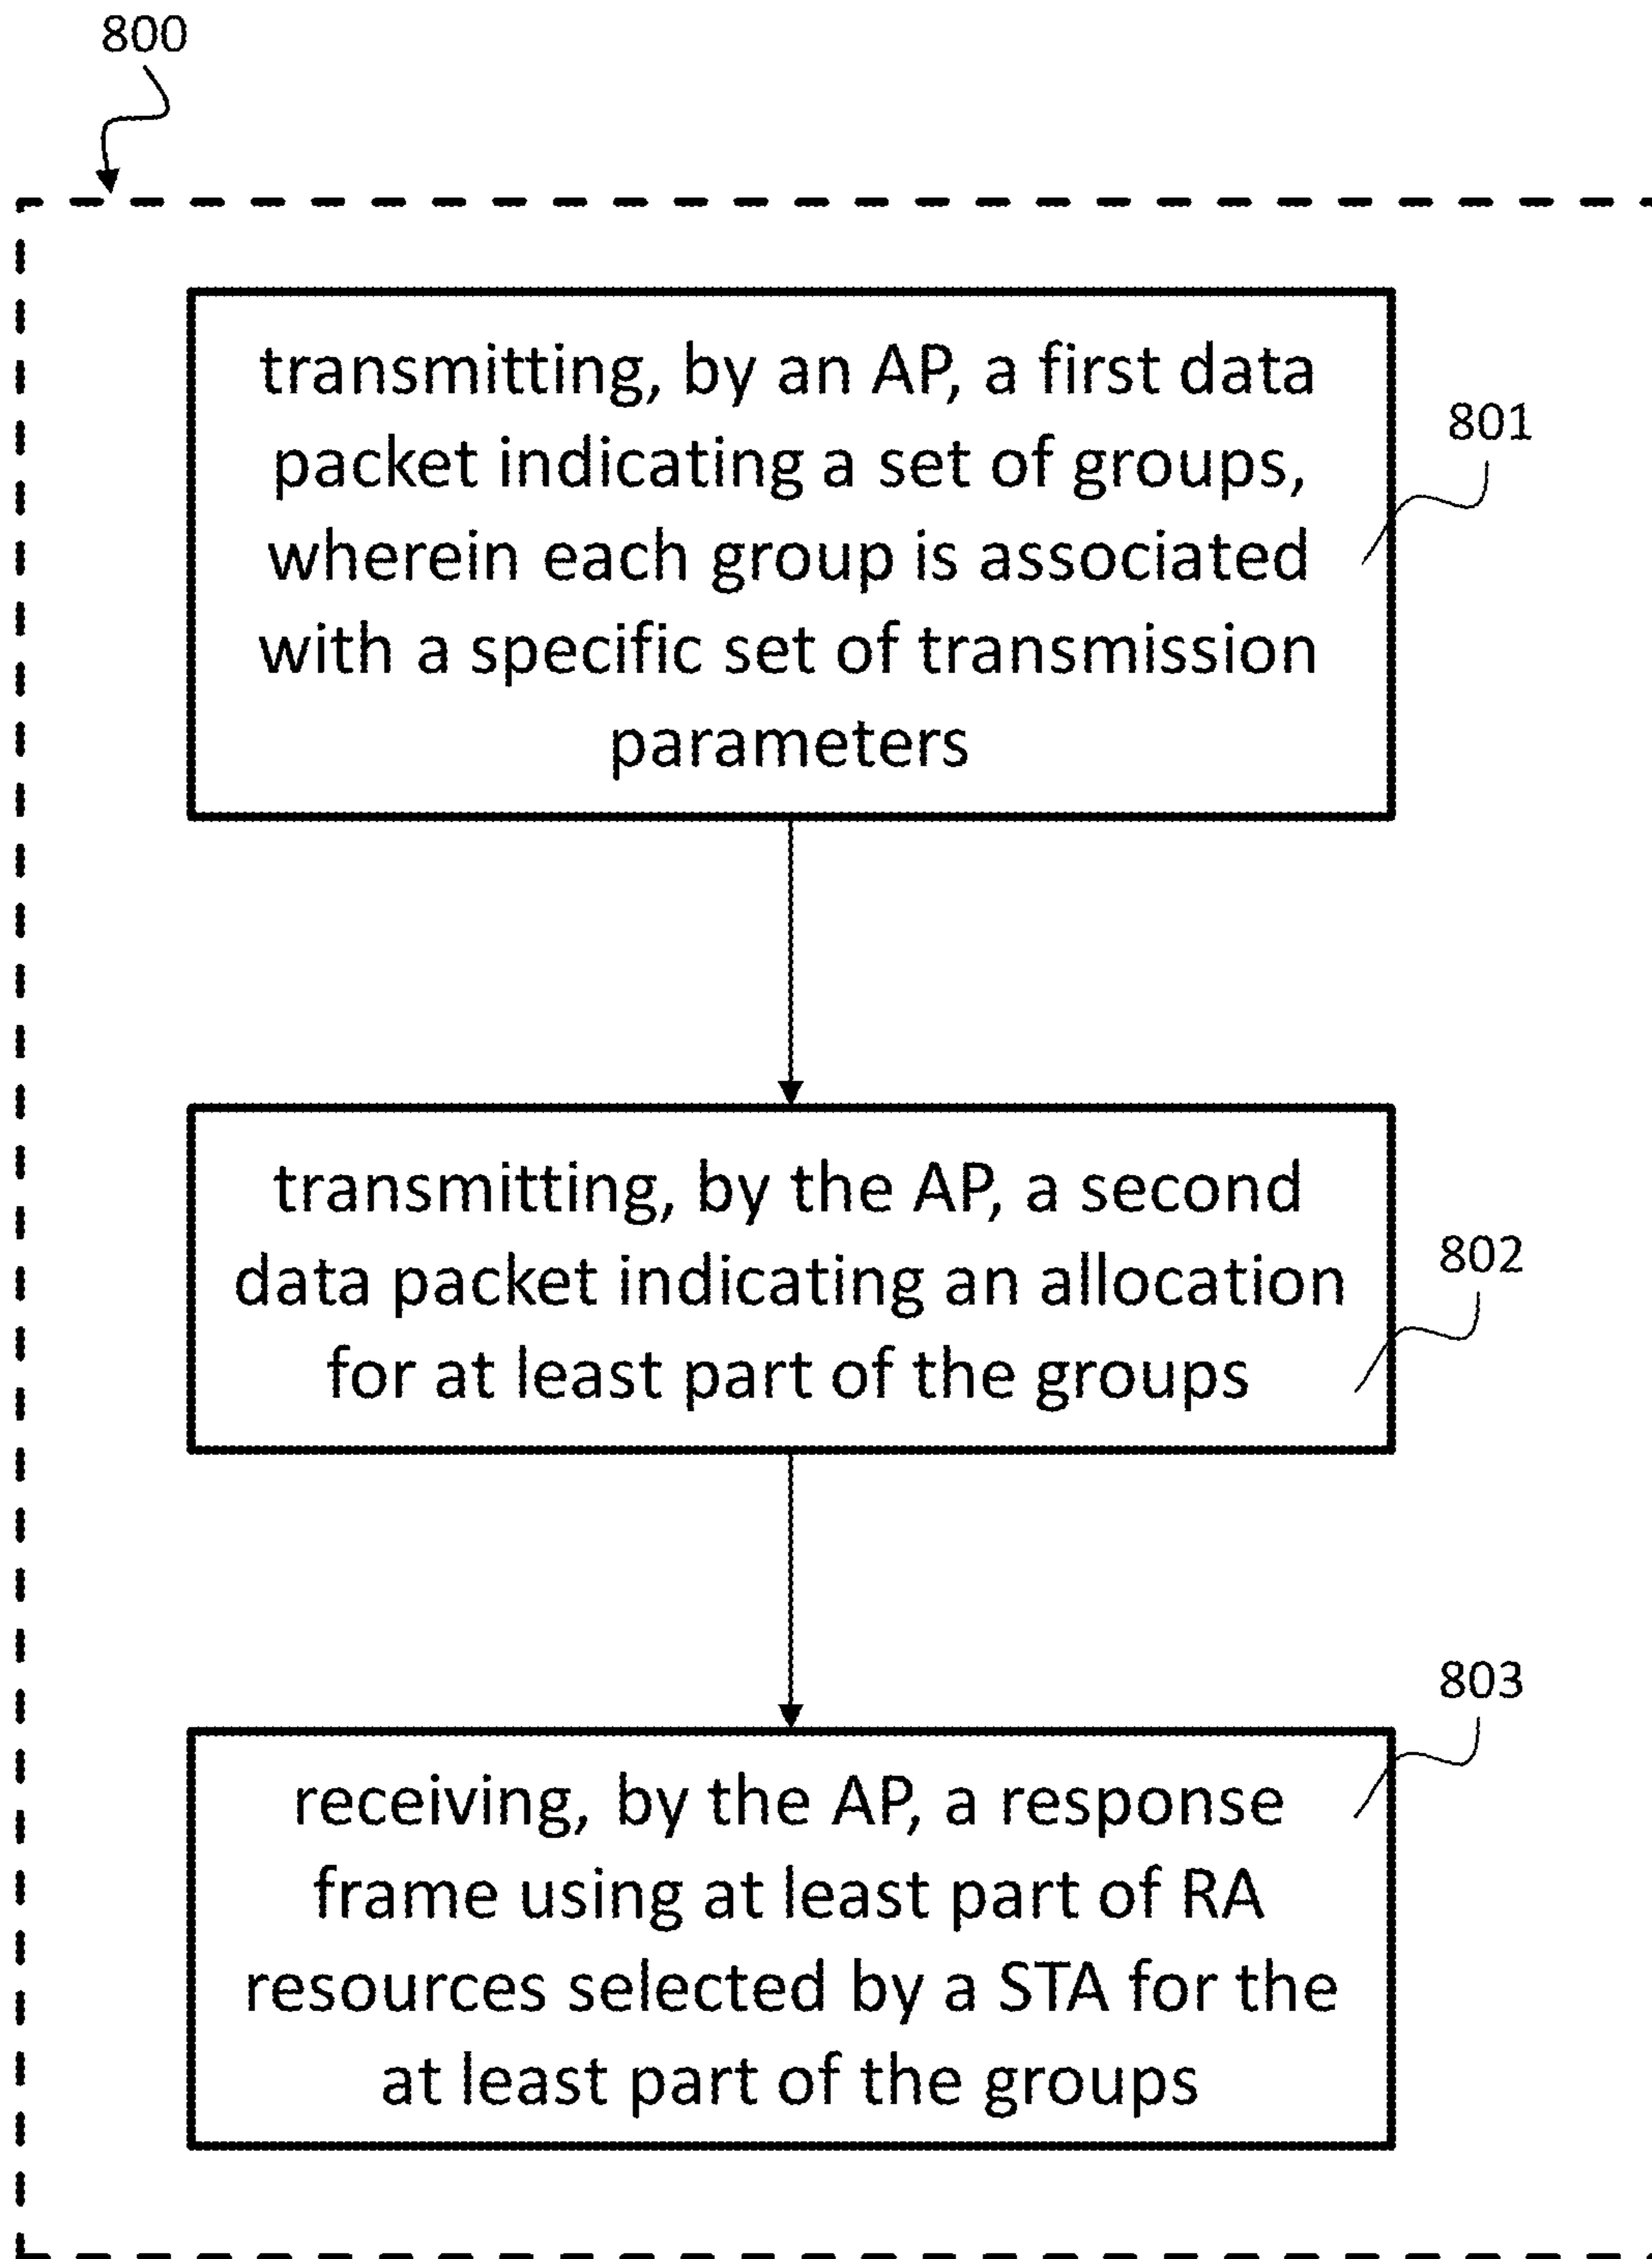 800
transmitting, by an AP, a first data
packet indicating a set of groups,
wherein each group is associated
with a specific set of transmission
parameters
801
transmitting, by the AP, a second
data packet indicating an allocation
for at least part of the groups
802
receiving, by the AP, a response
frame using at least part of RA
resources selected by a STA for the
at least part of the groups
803